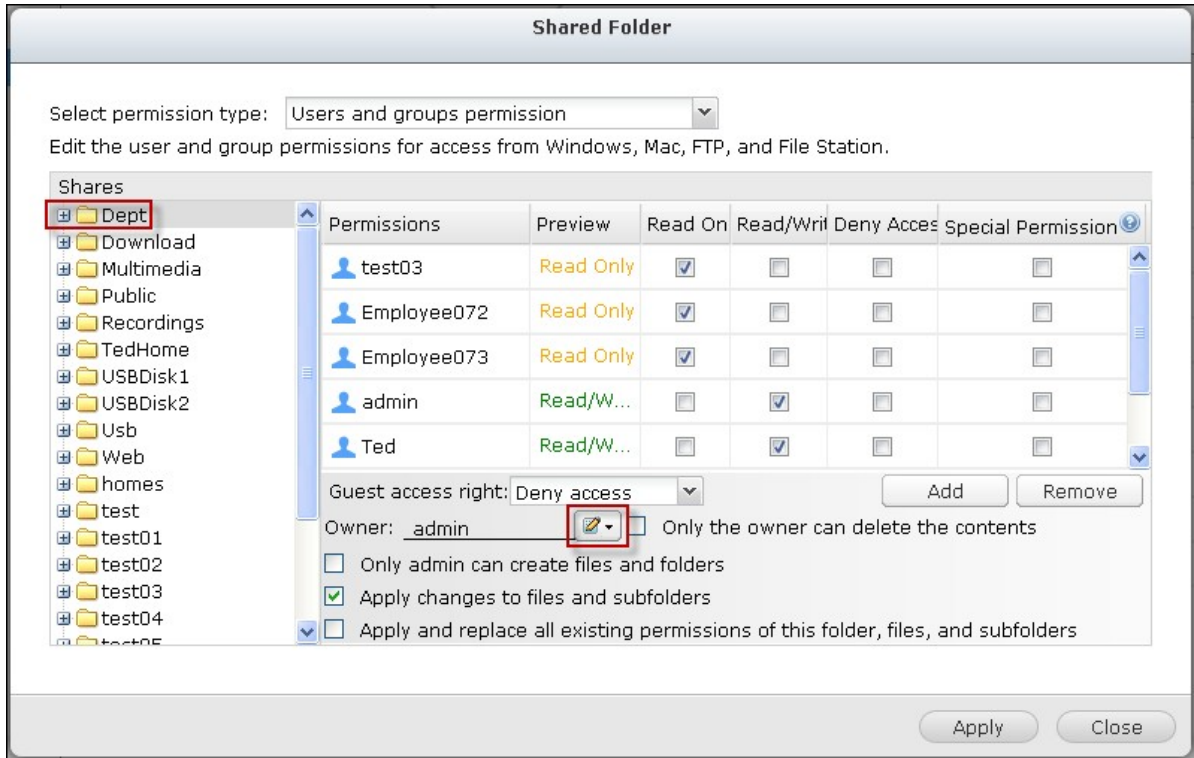 Shared Folder
Select permission type: Users and groups permission
Edit the user and group permissions for access from Windows, Mac, FTP, and File Station.
Shares
Dept
Download
Multimedia
Public
Recordings
TedHome
USBDisk1
USBDisk2
Usb
Web
homes
test
test01
test02
test03
test04
Permissions Preview Read On Read/Writ Deny Acces Special Permission
test03 Read Only
Employee072 Read Only
Employee073 Read Only
admin Read/W...
Ted Read/W...
Guest access right: Deny access Add Remove
Owner: admin Only the owner can delete the contents
Only admin can create files and folders
Apply changes to files and subfolders
Apply and replace all existing permissions of this folder, files, and subfolders
Apply Close